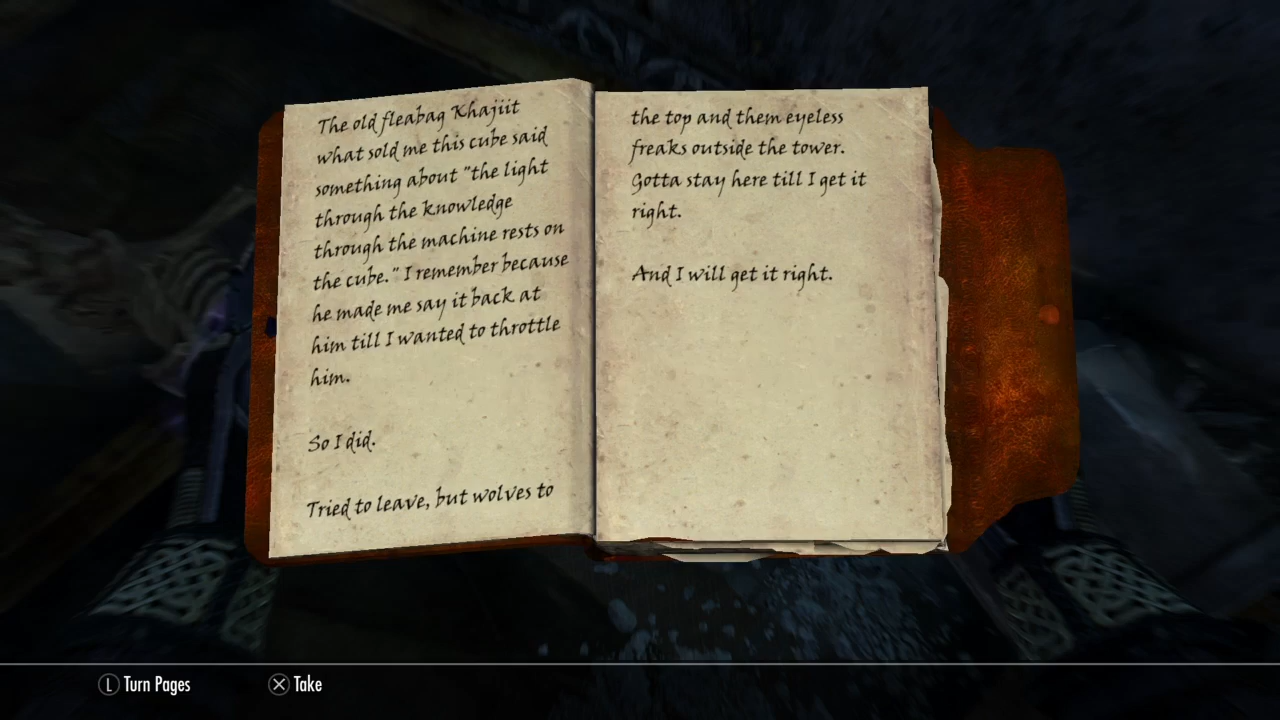 The old fleabag Khajiit
what sold me this cube said
something about "the light
through the knowledge
through the machine rests on
the cube." I remember because
he made me say it back at
him till I wanted to throttle
him.
So I did.
Tried to leave, but wolves to
the top and them eyeless
freaks outside the tower.
Gotta stay here till I get it
right.
And I will get it right.
L Turn Pages
X Take